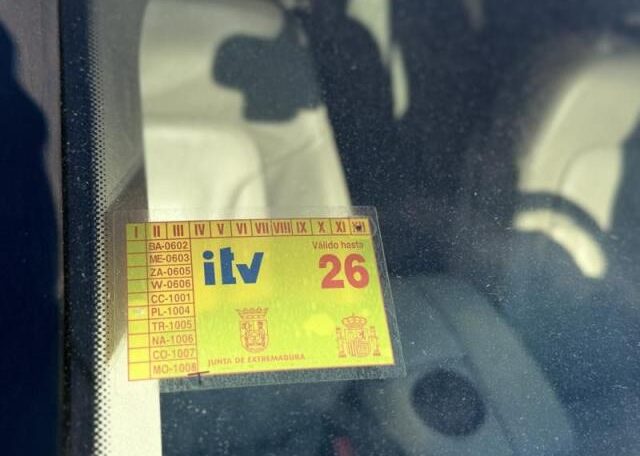 I II III IV V VI VII VIII IX X XI XII
BA-0602
ME-0603
ZA-0605
W-0606
CC-1001
PL-1004
TR-1005
NA-1006
CO-1007
MO-1008
itv
Válido hasta
26
JUNTA DE EXTREMADURA